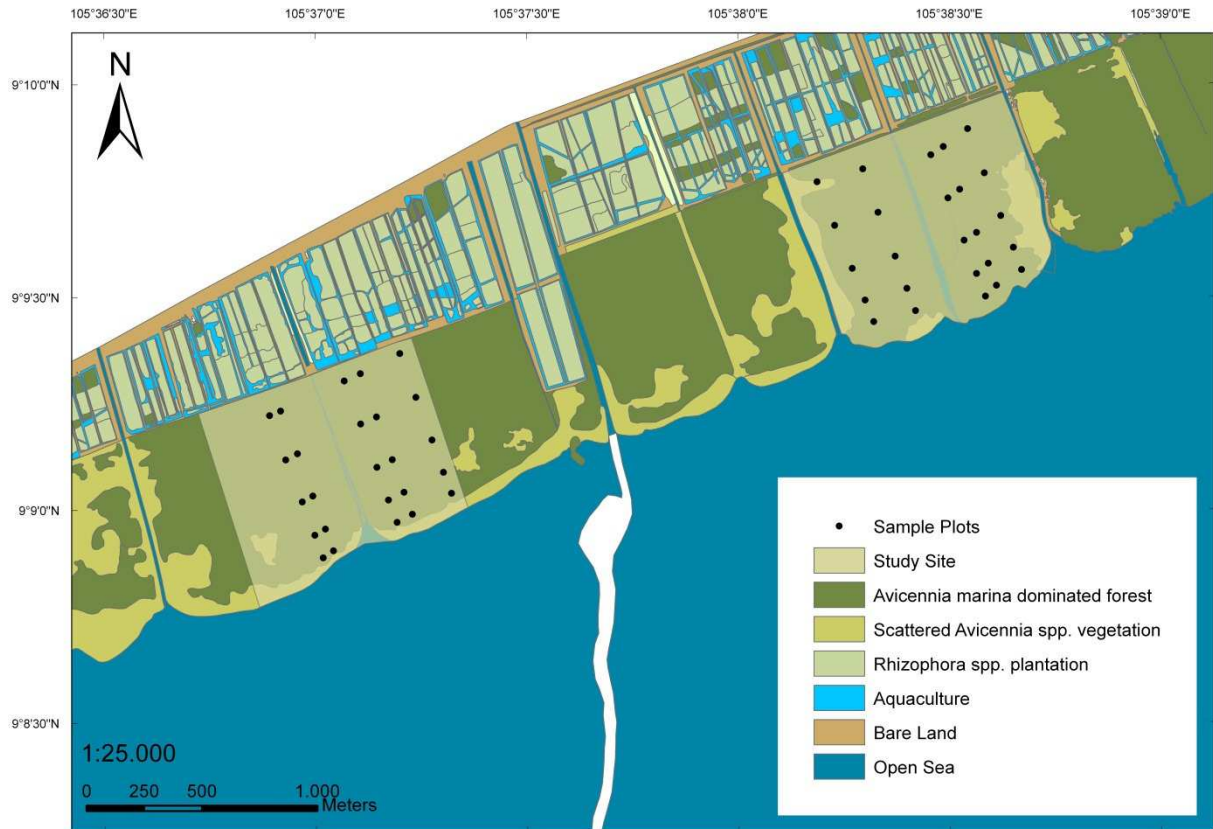 105°36'30"E 105°37'0"E 105°37'30"E 105°38'0"E 105°38'30"E 105°39'0"E
N
9°10'0"N
9°9'30"N
9°9'0"N
9°8'30"N
Sample Plots
Study Site
Avicennia marina dominated forest
Scattered Avicennia spp. vegetation
Rhizophora spp. plantation
Aquaculture
Bare Land
Open Sea
1:25.000
0 250 500 1.000
Meters